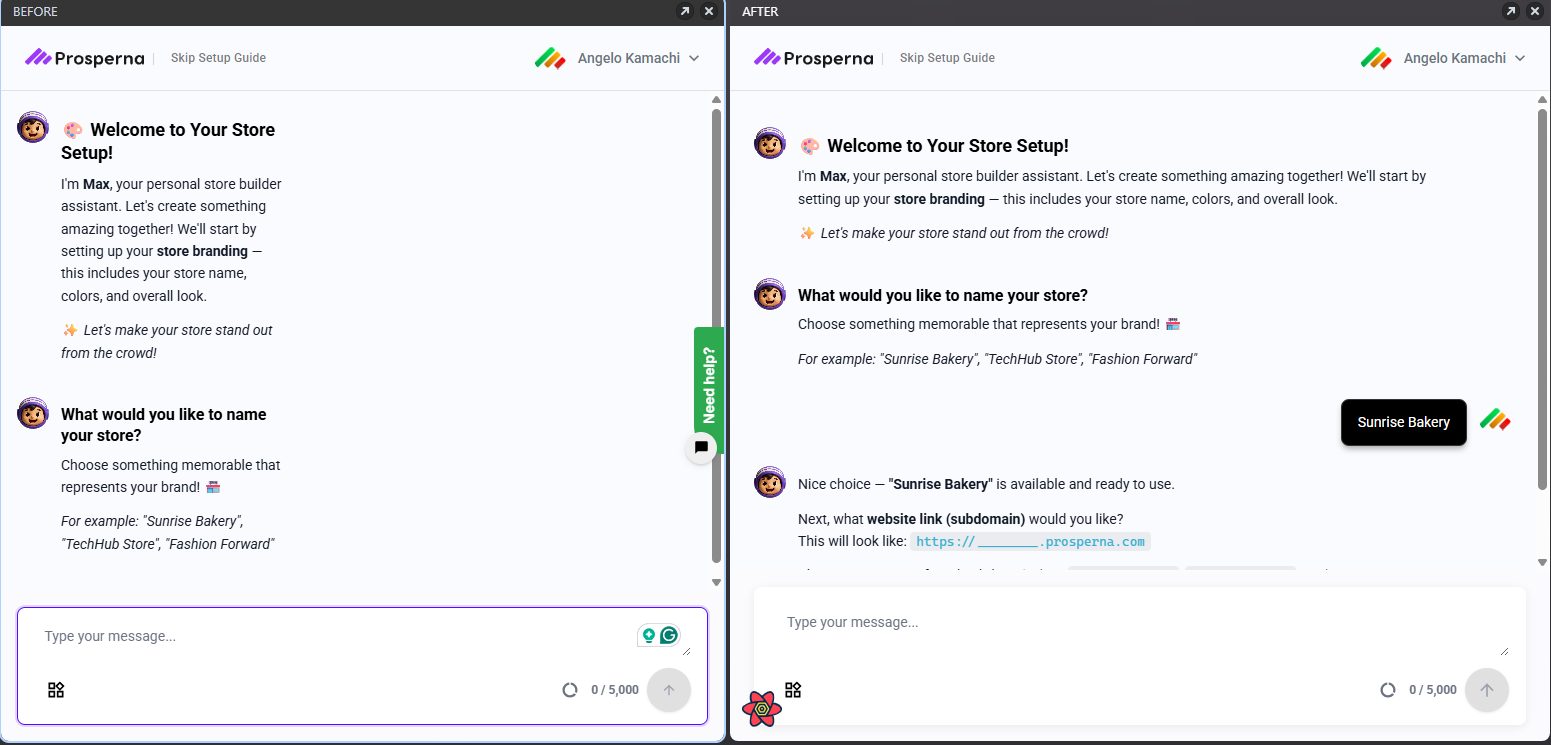 BEFORE
Prosperna
Skip Setup Guide
Angelo Kamachi
🎨 Welcome to Your Store
Setup!
I'm Max, your personal store builder
assistant. Let's create something
amazing together! We'll start by
setting up your store branding —
this includes your store name,
colors, and overall look.
✨ Let's make your store stand out
from the crowd!
What would you like to name
your store?
Choose something memorable that
represents your brand! 🏪
For example: "Sunrise Bakery",
"TechHub Store", "Fashion Forward"
Need help?
Type your message...
0 / 5,000
AFTER
Prosperna
Skip Setup Guide
Angelo Kamachi
🎨 Welcome to Your Store Setup!
I'm Max, your personal store builder assistant. Let's create something amazing together! We'll start by
setting up your store branding — this includes your store name, colors, and overall look.
✨ Let's make your store stand out from the crowd!
What would you like to name your store?
Choose something memorable that represents your brand! 🏪
For example: "Sunrise Bakery", "TechHub Store", "Fashion Forward"
Sunrise Bakery
Nice choice — "Sunrise Bakery" is available and ready to use.
Next, what website link (subdomain) would you like?
This will look like: https://________.prosperna.com
Type your message...
0 / 5,000